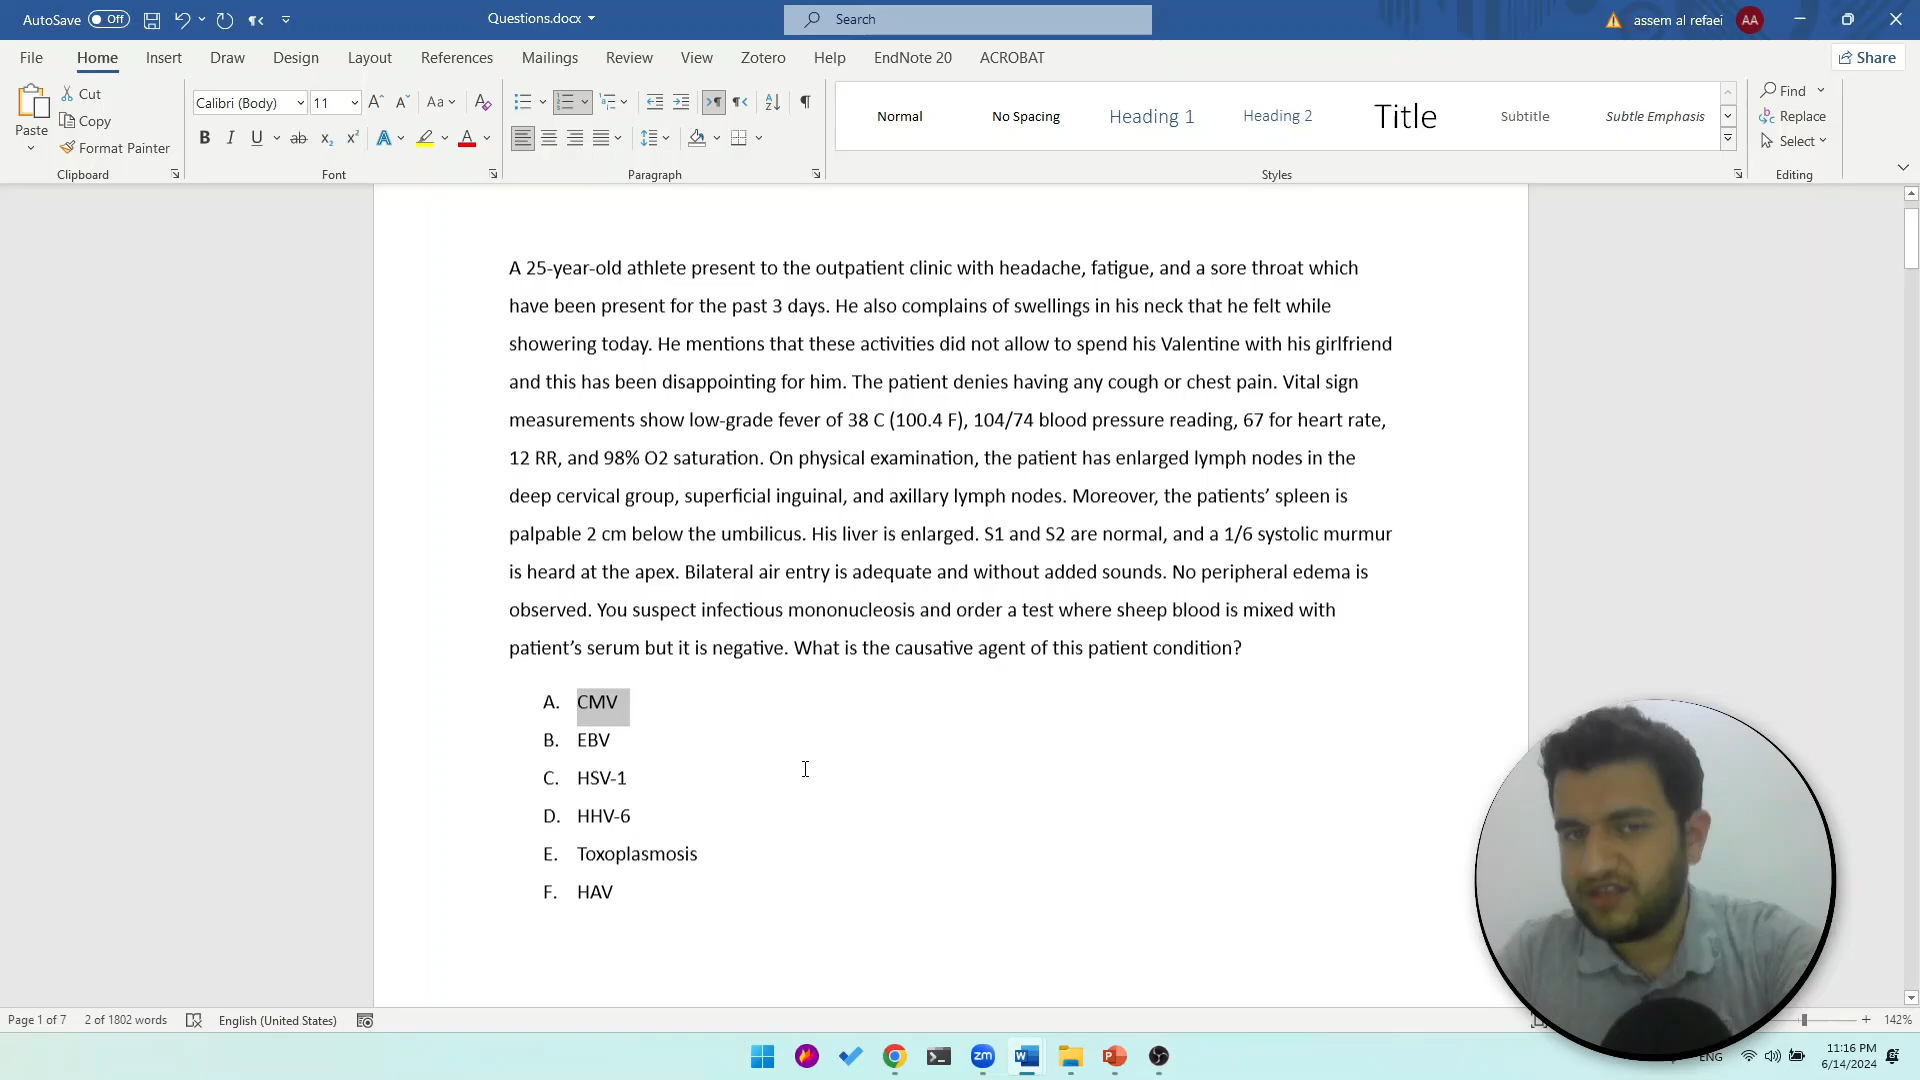 AutoSave Off Questions.docx Search assem al refaei AA
File Home Insert Draw Design Layout References Mailings Review View Zotero Help EndNote 20 ACROBAT Share
Paste Cut Copy Format Painter
Calibri (Body) 11
Normal No Spacing Heading 1 Heading 2 Title Subtitle Subtle Emphasis
Find Replace Select
Clipboard Font Paragraph Styles Editing
A 25-year-old athlete present to the outpatient clinic with headache, fatigue, and a sore throat which
have been present for the past 3 days. He also complains of swellings in his neck that he felt while
showering today. He mentions that these activities did not allow to spend his Valentine with his girlfriend
and this has been disappointing for him. The patient denies having any cough or chest pain. Vital sign
measurements show low-grade fever of 38 C (100.4 F), 104/74 blood pressure reading, 67 for heart rate,
12 RR, and 98% O2 saturation. On physical examination, the patient has enlarged lymph nodes in the
deep cervical group, superficial inguinal, and axillary lymph nodes. Moreover, the patients’ spleen is
palpable 2 cm below the umbilicus. His liver is enlarged. S1 and S2 are normal, and a 1/6 systolic murmur
is heard at the apex. Bilateral air entry is adequate and without added sounds. No peripheral edema is
observed. You suspect infectious mononucleosis and order a test where sheep blood is mixed with
patient’s serum but it is negative. What is the causative agent of this patient condition?
A. CMV
B. EBV
C. HSV-1
D. HHV-6
E. Toxoplasmosis
F. HAV
Page 1 of 7 2 of 1802 words English (United States) 142%
zm ENG 11:16 PM
6/14/2024